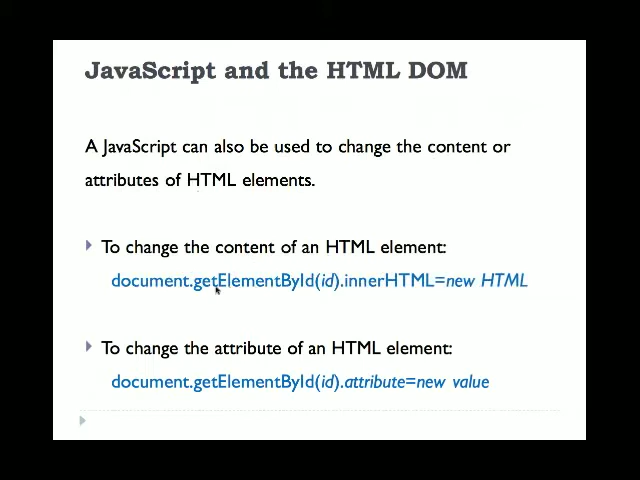 JavaScript and the HTML DOM
A JavaScript can also be used to change the content or
attributes of HTML elements.
To change the content of an HTML element:
document.getElementById(id).innerHTML=new HTML
To change the attribute of an HTML element:
document.getElementById(id).attribute=new value